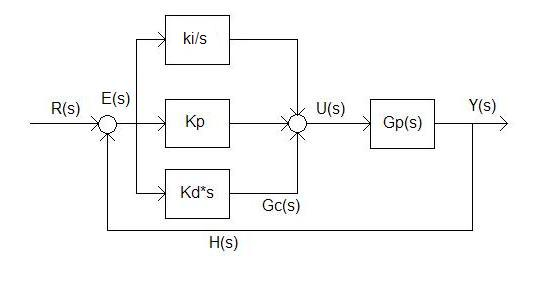 ki/s
R(s)
E(s)
Kp
U(s)
Gp(s)
Y(s)
Kd*s
Gc(s)
H(s)